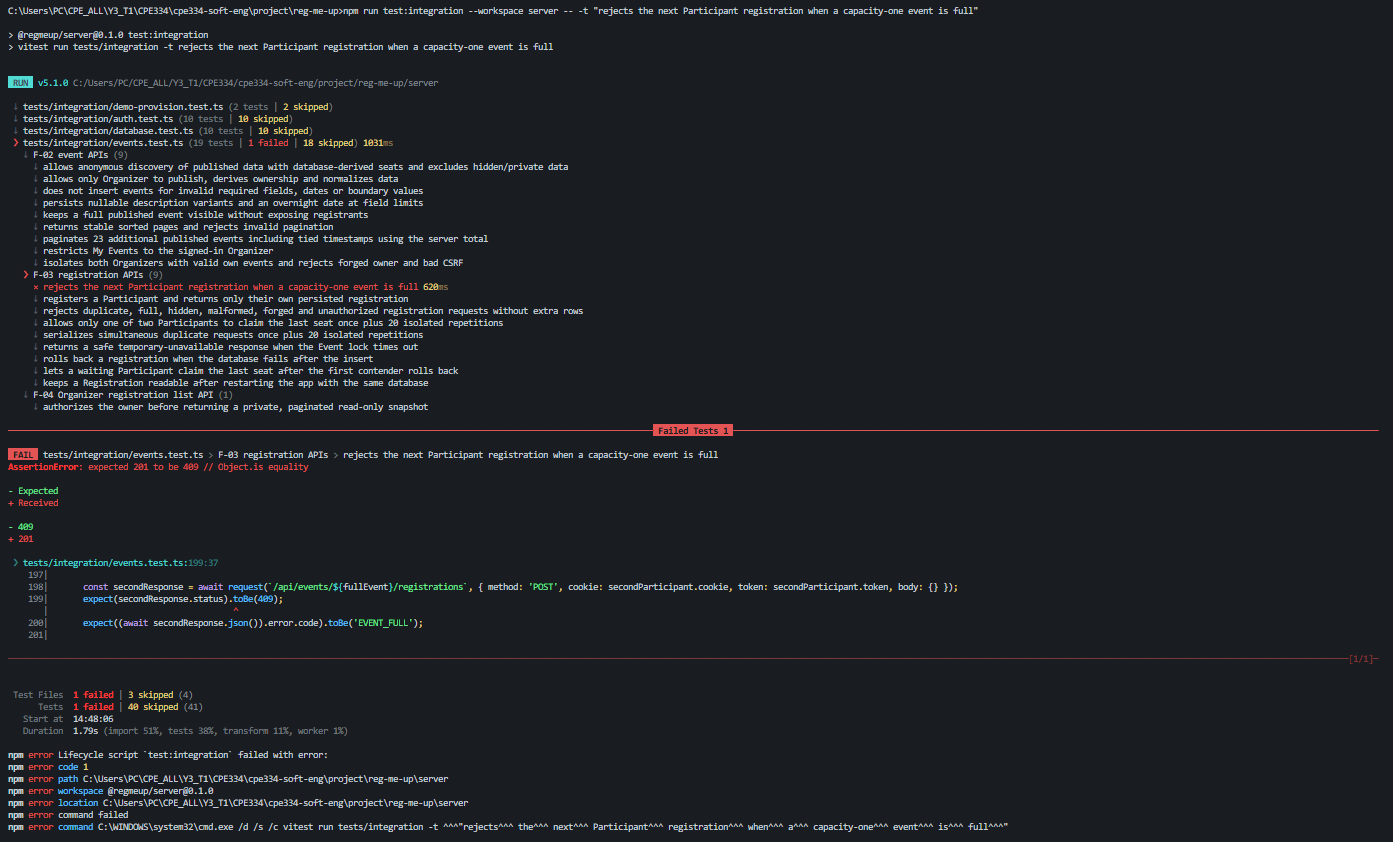 C:\Users\PC\CPE_ALL\Y3_T1\CPE334\cpe334-soft-eng\project\reg-me-up>npm run test:integration --workspace server -- -t "rejects the next Participant registration when a capacity-one event is full"
> @regmeup/server@0.1.0 test:integration
> vitest run tests/integration -t rejects the next Participant registration when a capacity-one event is full
RUN v5.1.0 C:/Users/PC/CPE_ALL/Y3_T1/CPE334/cpe334-soft-eng/project/reg-me-up/server
↓ tests/integration/demo-provision.test.ts (2 tests | 2 skipped)
↓ tests/integration/auth.test.ts (10 tests | 10 skipped)
↓ tests/integration/database.test.ts (10 tests | 10 skipped)
❯ tests/integration/events.test.ts (19 tests | 1 failed | 18 skipped) 1031ms
↓ F-02 event APIs (9)
↓ allows anonymous discovery of published data with database-derived seats and excludes hidden/private data
↓ allows only Organizer to publish, derives ownership and normalizes data
↓ does not insert events for invalid required fields, dates or boundary values
↓ persists nullable description variants and an overnight date at field limits
↓ keeps a full published event visible without exposing registrants
↓ returns stable sorted pages and rejects invalid pagination
↓ paginates 23 additional published events including tied timestamps using the server total
↓ restricts My Events to the signed-in Organizer
↓ isolates both Organizers with valid own events and rejects forged owner and bad CSRF
❯ F-03 registration APIs (9)
× rejects the next Participant registration when a capacity-one event is full 620ms
↓ registers a Participant and returns only their own persisted registration
↓ rejects duplicate, full, hidden, malformed, forged and unauthorized registration requests without extra rows
↓ allows only one of two Participants to claim the last seat once plus 20 isolated repetitions
↓ serializes simultaneous duplicate requests once plus 20 isolated repetitions
↓ returns a safe temporary-unavailable response when the Event lock times out
↓ rolls back a registration when the database fails after the insert
↓ lets a waiting Participant claim the last seat after the first contender rolls back
↓ keeps a Registration readable after restarting the app with the same database
↓ F-04 Organizer registration list API (1)
↓ authorizes the owner before returning a private, paginated read-only snapshot
Failed Tests 1
FAIL tests/integration/events.test.ts > F-03 registration APIs > rejects the next Participant registration when a capacity-one event is full
AssertionError: expected 201 to be 409 // Object.is equality
- Expected
+ Received
- 409
+ 201
❯ tests/integration/events.test.ts:199:37
197|
198| const secondResponse = await request(`/api/events/${fullEvent}/registrations`, { method: 'POST', cookie: secondParticipant.cookie, token: secondParticipant.token, body: {} });
199| expect(secondResponse.status).toBe(409);
| ^
200| expect((await secondResponse.json()).error.code).toBe('EVENT_FULL');
201|
[1/1]
Test Files 1 failed | 3 skipped (4)
Tests 1 failed | 40 skipped (41)
Start at 14:48:06
Duration 1.79s (import 51%, tests 38%, transform 11%, worker 1%)
npm error Lifecycle script `test:integration` failed with error:
npm error code 1
npm error path C:\Users\PC\CPE_ALL\Y3_T1\CPE334\cpe334-soft-eng\project\reg-me-up\server
npm error workspace @regmeup/server@0.1.0
npm error location C:\Users\PC\CPE_ALL\Y3_T1\CPE334\cpe334-soft-eng\project\reg-me-up\server
npm error command failed
npm error command C:\WINDOWS\system32\cmd.exe /d /s /c vitest run tests/integration -t ^^^"rejects^^^ the^^^ next^^^ Participant^^^ registration^^^ when^^^ a^^^ capacity-one^^^ event^^^ is^^^ full^^^"